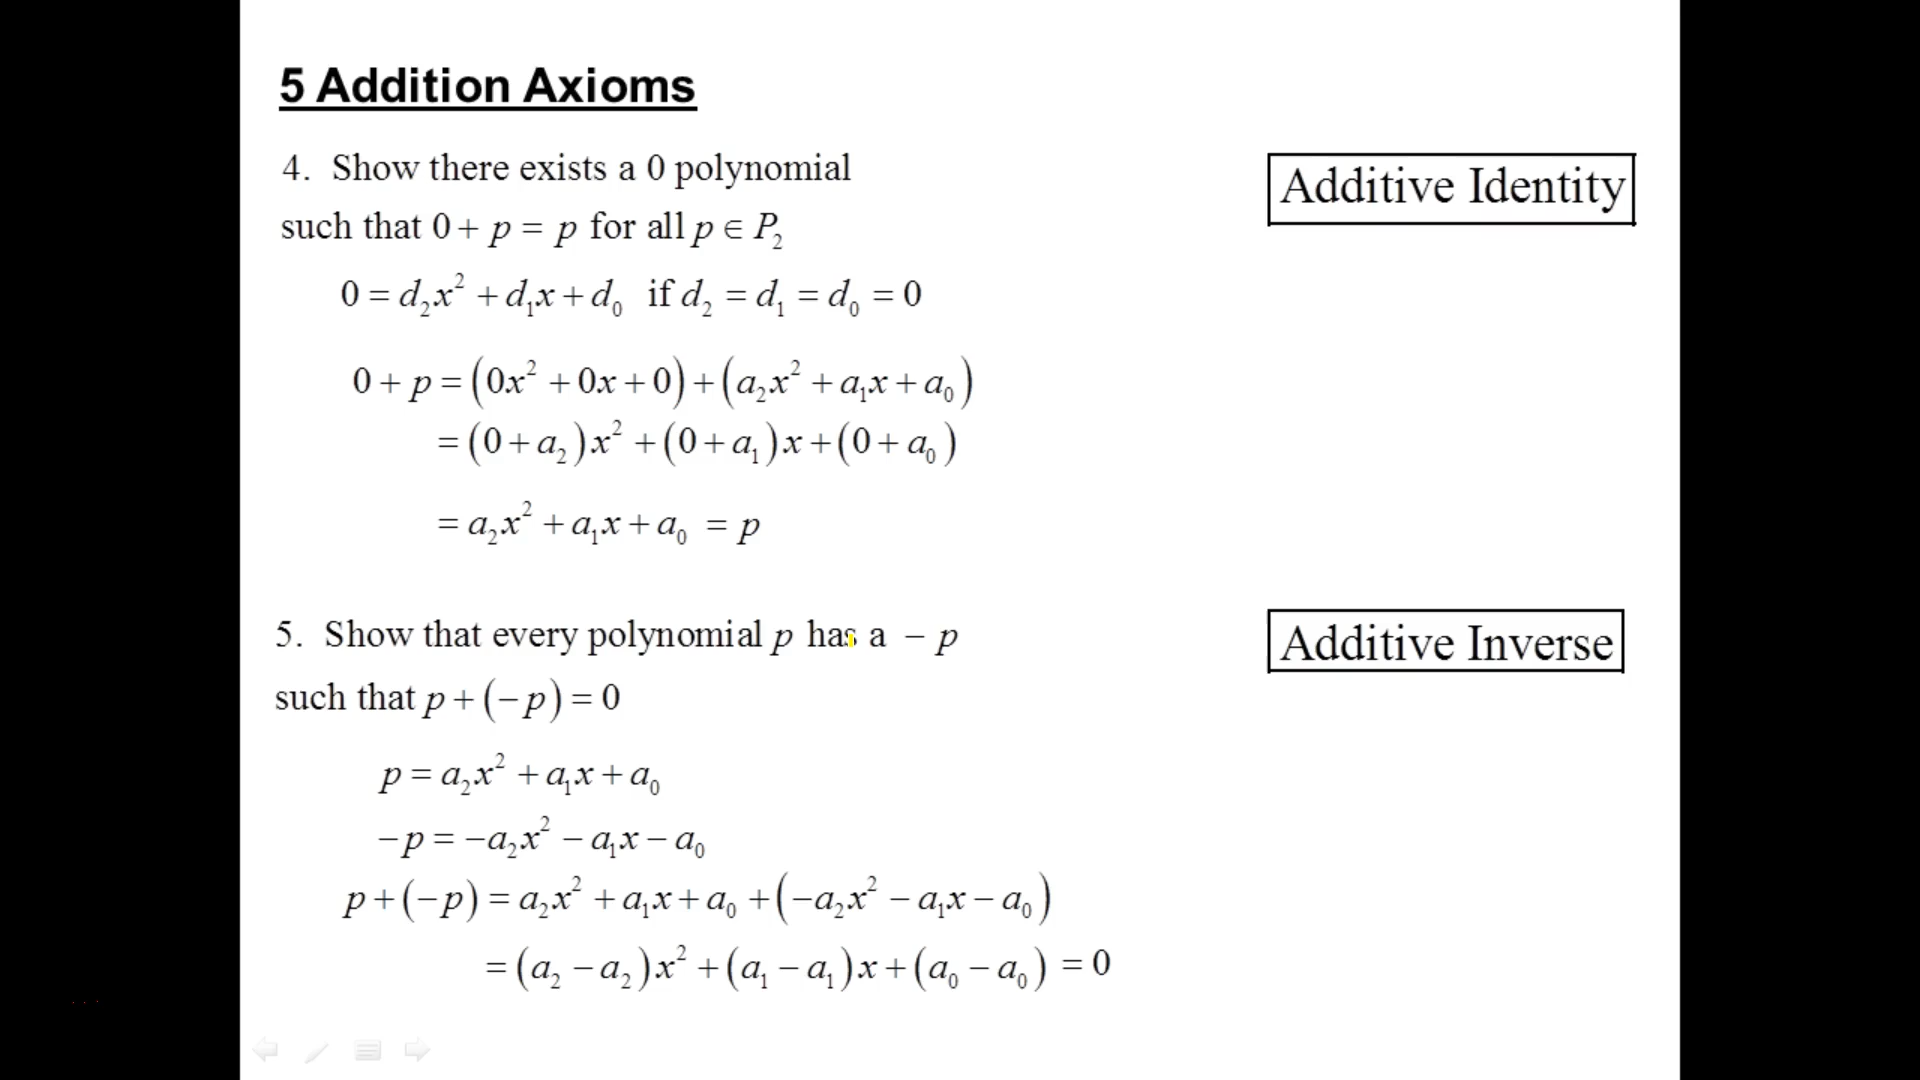 5 Addition Axioms
4. Show there exists a 0 polynomial
Additive Identity
such that 0 + p = p for all p ∈ P₂
0 = d₂x² + d₁x + d₀ if d₂ = d₁ = d₀ = 0
0 + p = (0x² + 0x + 0) + (a₂x² + a₁x + a₀)
= (0 + a₂)x² + (0 + a₁)x + (0 + a₀)
= a₂x² + a₁x + a₀ = p
5. Show that every polynomial p has a − p
Additive Inverse
such that p + (−p) = 0
p = a₂x² + a₁x + a₀
−p = −a₂x² − a₁x − a₀
p + (−p) = a₂x² + a₁x + a₀ + (−a₂x² − a₁x − a₀)
= (a₂ − a₂)x² + (a₁ − a₁)x + (a₀ − a₀) = 0